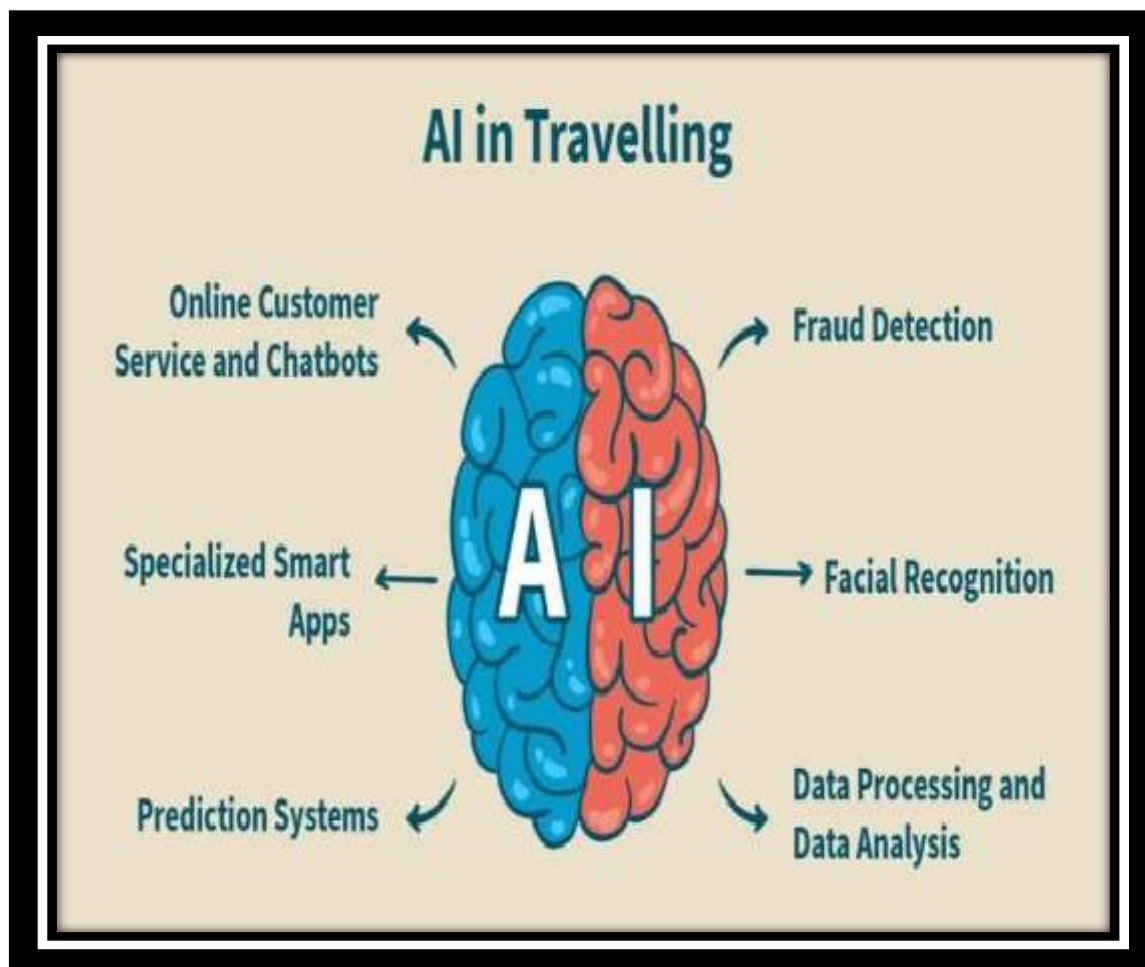 AI in Travelling
Online Customer
Service and Chatbots
Specialized Smart
Apps
Prediction Systems
AI
Fraud Detection
Facial Recognition
Data Processing and
Data Analysis